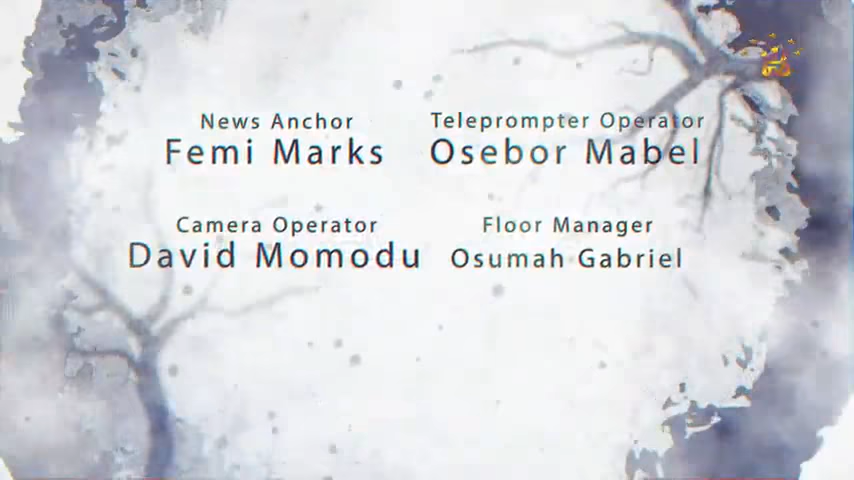 News Anchor
Femi Marks
Teleprompter Operator
Osebor Mabel
Camera Operator
David Momodu
Floor Manager
Osumah Gabriel